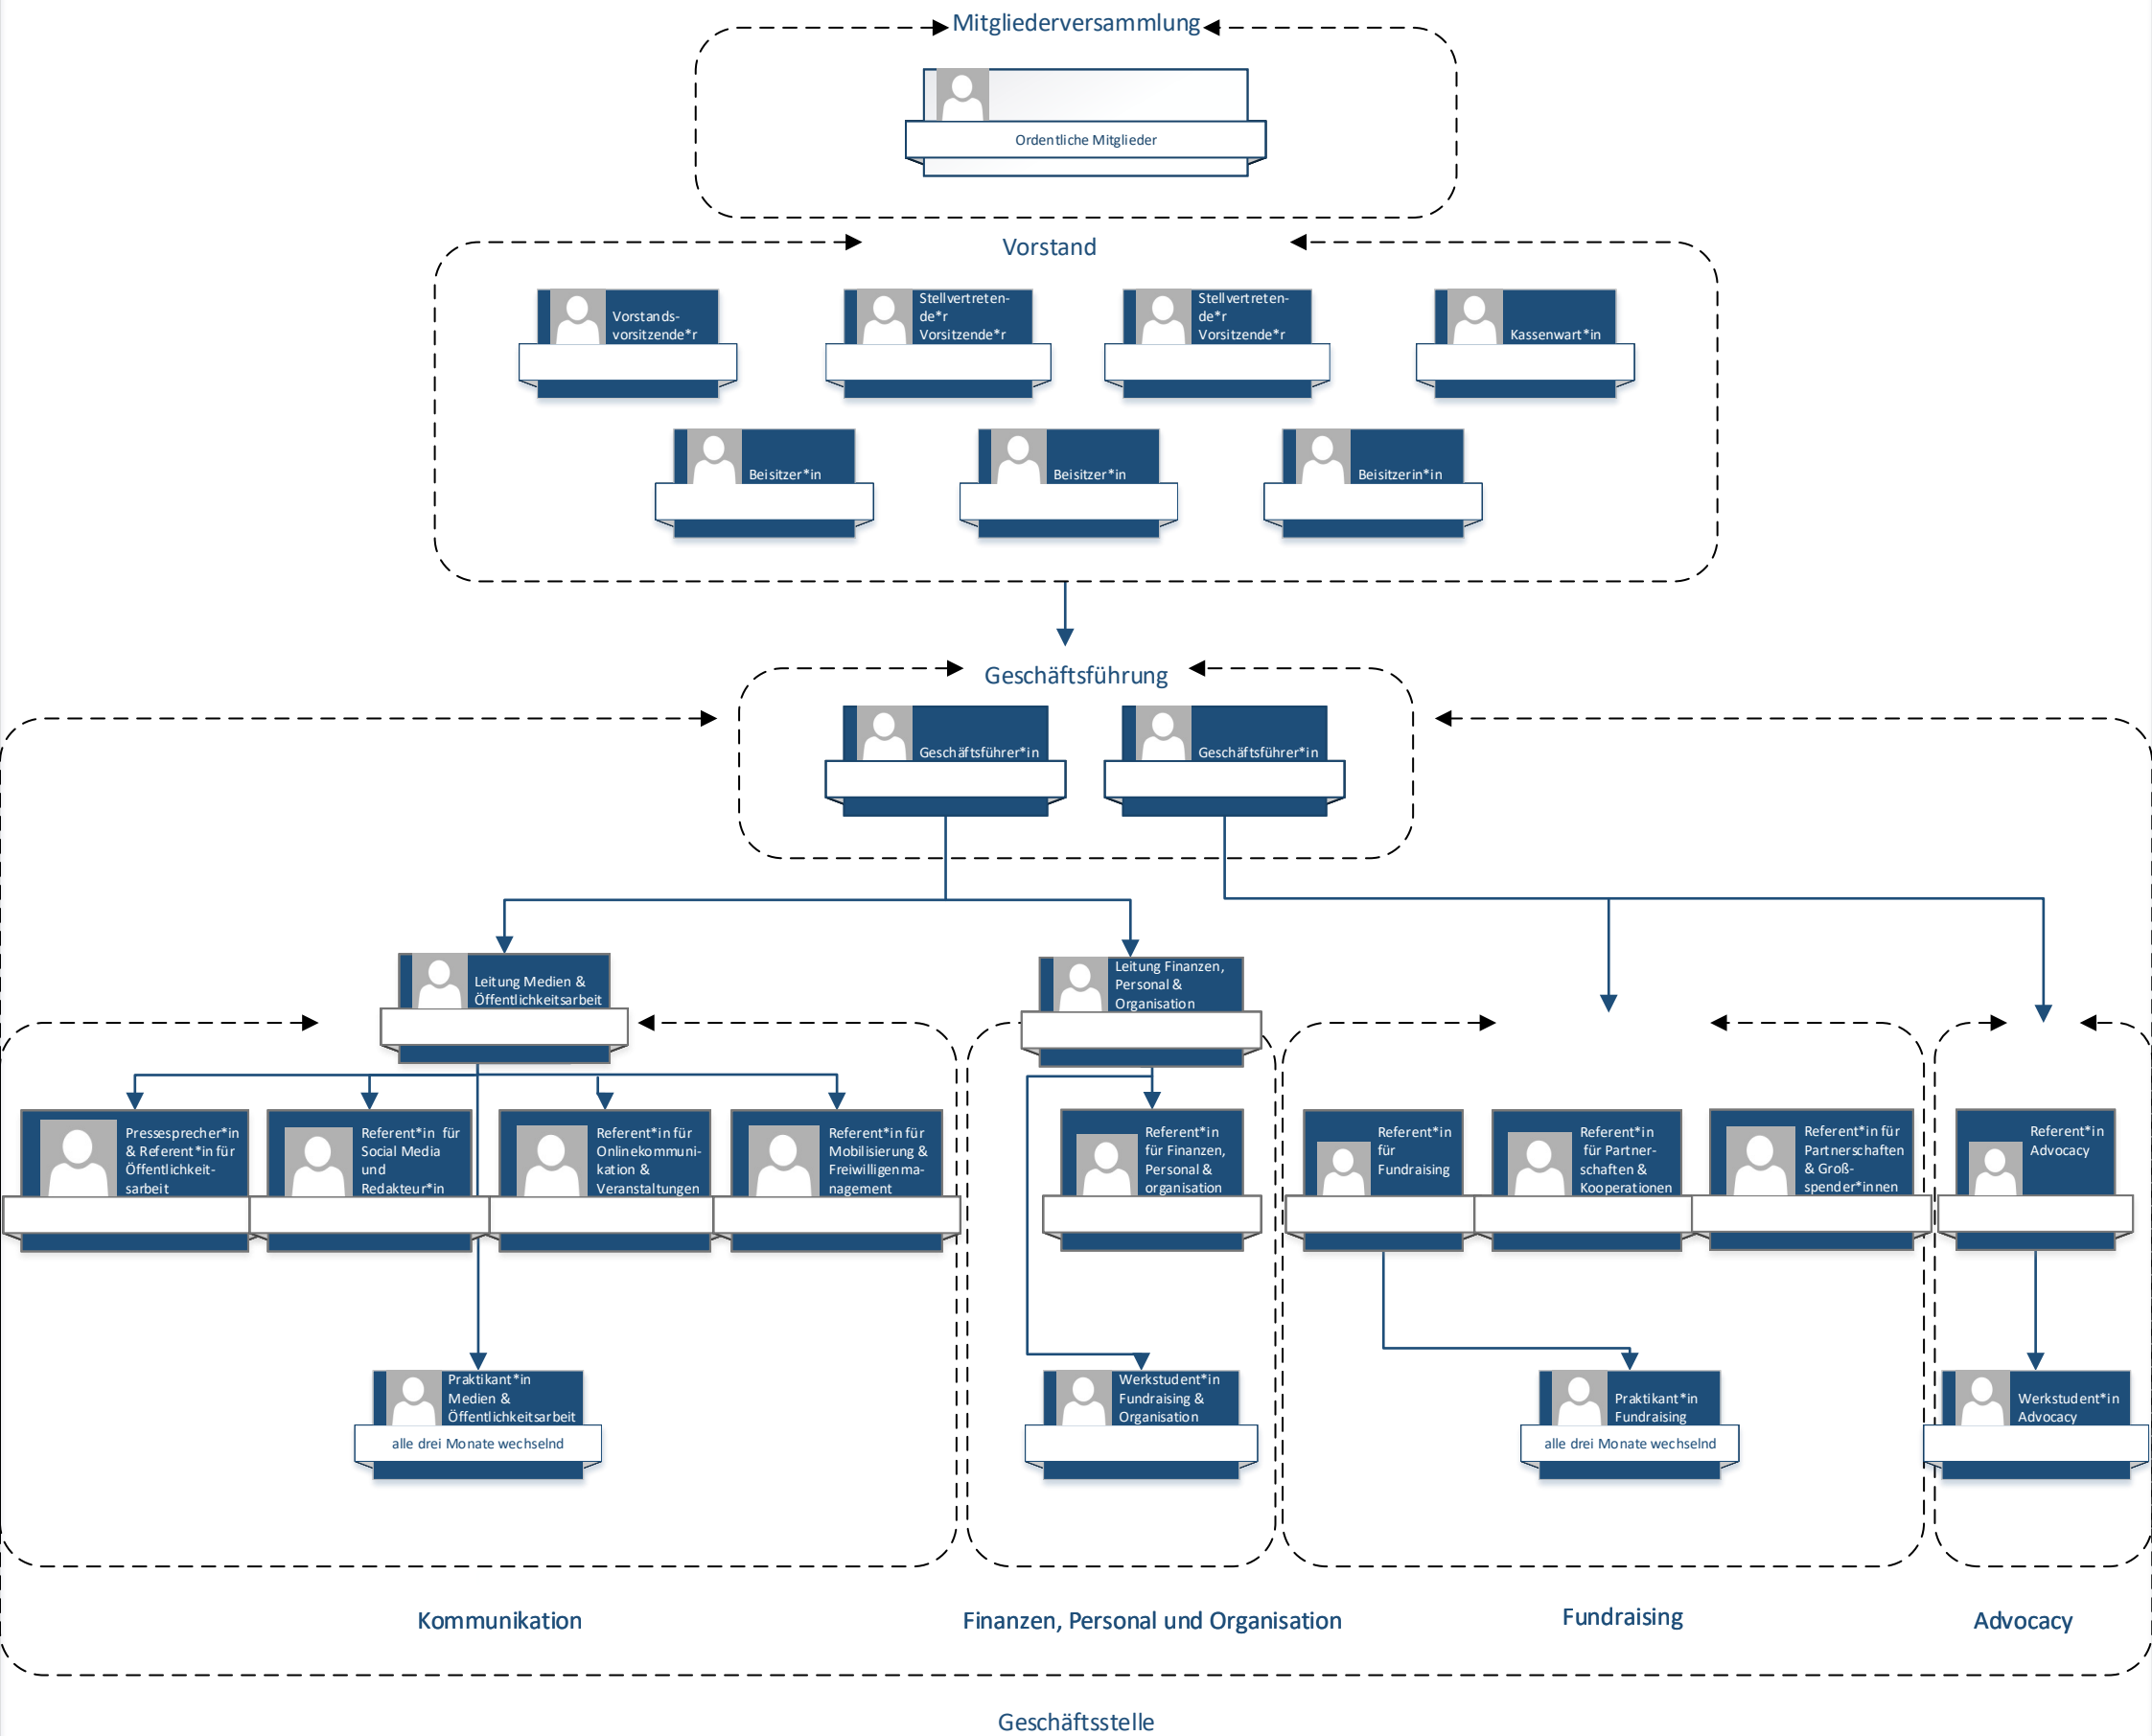 Mitgliederversammlung
Ordentliche Mitglieder
Vorstand
Vorstands-
vorsitzende*r
Stellvertreten-
de*r
Vorsitzende*r
Stellvertreten-
de*r
Vorsitzende*r
Kassenwart*in
Beisitzer*in
Beisitzer*in
Beisitzerin*in
Geschäftsführung
Geschäftsführer*in
Geschäftsführer*in
Leitung Medien &
Öffentlichkeitsarbeit
Leitung Finanzen,
Personal &
Organisation
Pressesprecher*in
& Referent*in für
Öffentlichkeit-
sarbeit
Referent*in für
Social Media
und
Redakteur*in
Referent*in für
Onlinekommuni-
kation &
Veranstaltungen
Referent*in für
Mobilisierung &
Freiwilligenma-
nagement
Referent*in
für Finanzen,
Personal &
organisation
Referent*in
für
Fundraising
Referent*in
für Partner-
schaften &
Kooperationen
Referent*in für
Partnerschaften
& Groß-
spender*innen
Referent*in
Advocacy
Praktikant*in
Medien &
Öffentlichkeitsarbeit
alle drei Monate wechselnd
Werkstudent*in
Fundraising &
Organisation
Praktikant*in
Fundraising
alle drei Monate wechselnd
Werkstudent*in
Advocacy
Kommunikation
Finanzen, Personal und Organisation
Fundraising
Advocacy
Geschäftsstelle